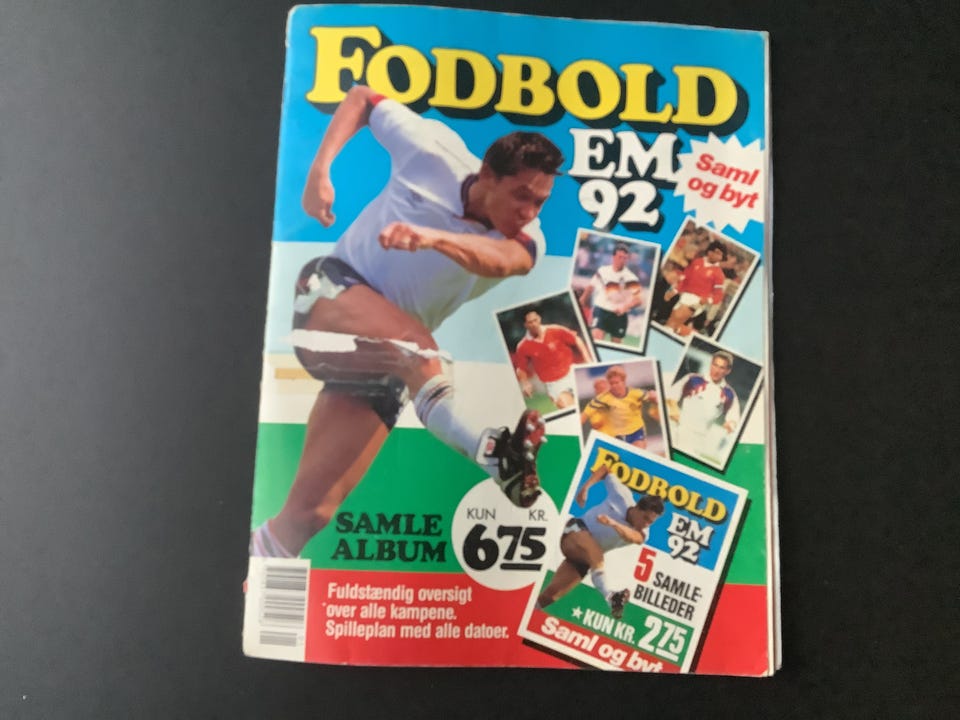 FODBOLD
EM
92
Saml
og byt
SAMLE
ALBUM
KUN KR.
675
Fuldstændig oversigt
over alle kampene.
Spilleplan med alle datoer.
FODBOLD
EM
92
5 SAMLE-
BILLEDER
★ KUN KR. 275
Saml og byt